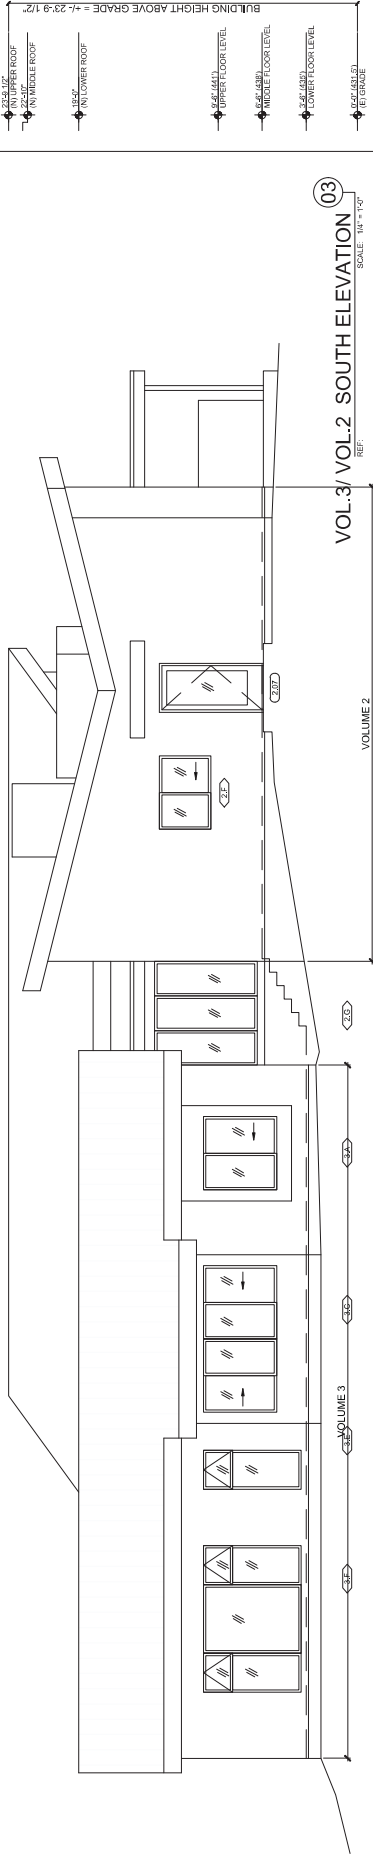 BUILDING HEIGHT ABOVE GRADE = +/- 23'-9 1/2"
23'-9 1/2"
(N) UPPER ROOF
22'-10"
(N) MIDDLE ROOF
19'-0"
(N) LOWER ROOF
9'-6" (441')
UPPER FLOOR LEVEL
6'-6" (438')
MIDDLE FLOOR LEVEL
3'-6" (435')
LOWER FLOOR LEVEL
0'-0" (431.5')
(E) GRADE
VOL.3/ VOL.2 SOUTH ELEVATION
03
REF:
SCALE: 1/4" = 1'-0"
2.F
2.07
VOLUME 2
3.F
3.E
3.C
3.A
2.G
VOLUME 3